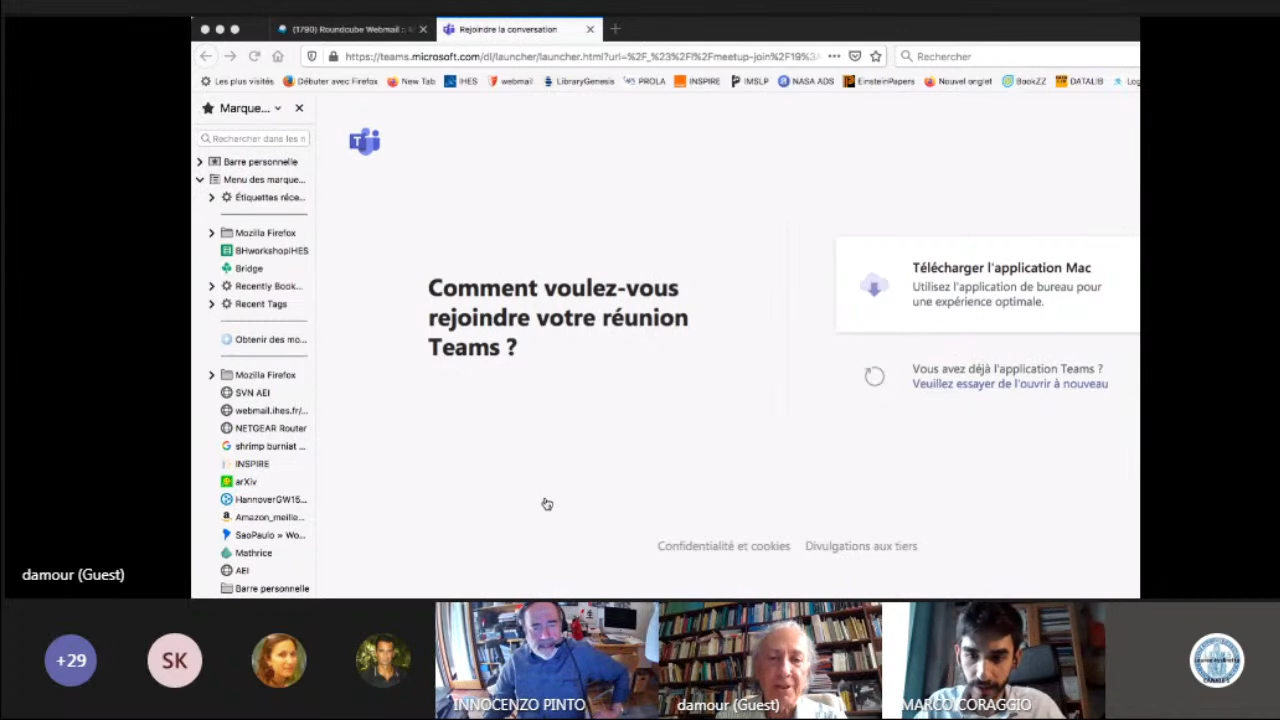 (1790) Roundcube Webmail ::
Rejoindre la conversation
https://teams.microsoft.com/dl/launcher/launcher.html?url=%2F_%23%2Fl%2Fmeetup-join%2F19%3
Rechercher
Les plus visités
Débuter avec Firefox
New Tab
IHES
webmail
LibraryGenesis
PROLA
INSPIRE
IMSLP
NASA ADS
EinsteinPapers
Nouvel onglet
BookZZ
DATALIB
Log
Marque...
Rechercher dans les n
Barre personnelle
Menu des marque...
Étiquettes réce...
Mozilla Firefox
BHworkshopIHES
Bridge
Recently Book...
Recent Tags
Obtenir des mo...
Mozilla Firefox
SVN AEI
webmail.ihes.fr/...
NETGEAR Router
shrimp burniat ...
INSPIRE
arXiv
HannoverGW15...
Amazon_meille...
SaoPaulo » Wo...
Mathrice
AEI
Barre personnelle
T
Comment voulez-vous
rejoindre votre réunion
Teams ?
Télécharger l'application Mac
Utilisez l'application de bureau pour
une expérience optimale.
Vous avez déjà l'application Teams ?
Veuillez essayer de l'ouvrir à nouveau
Confidentialité et cookies
Divulgations aux tiers
damour (Guest)
+29
SK
INNOCENZO PINTO
damour (Guest)
MARCO CORAGGIO